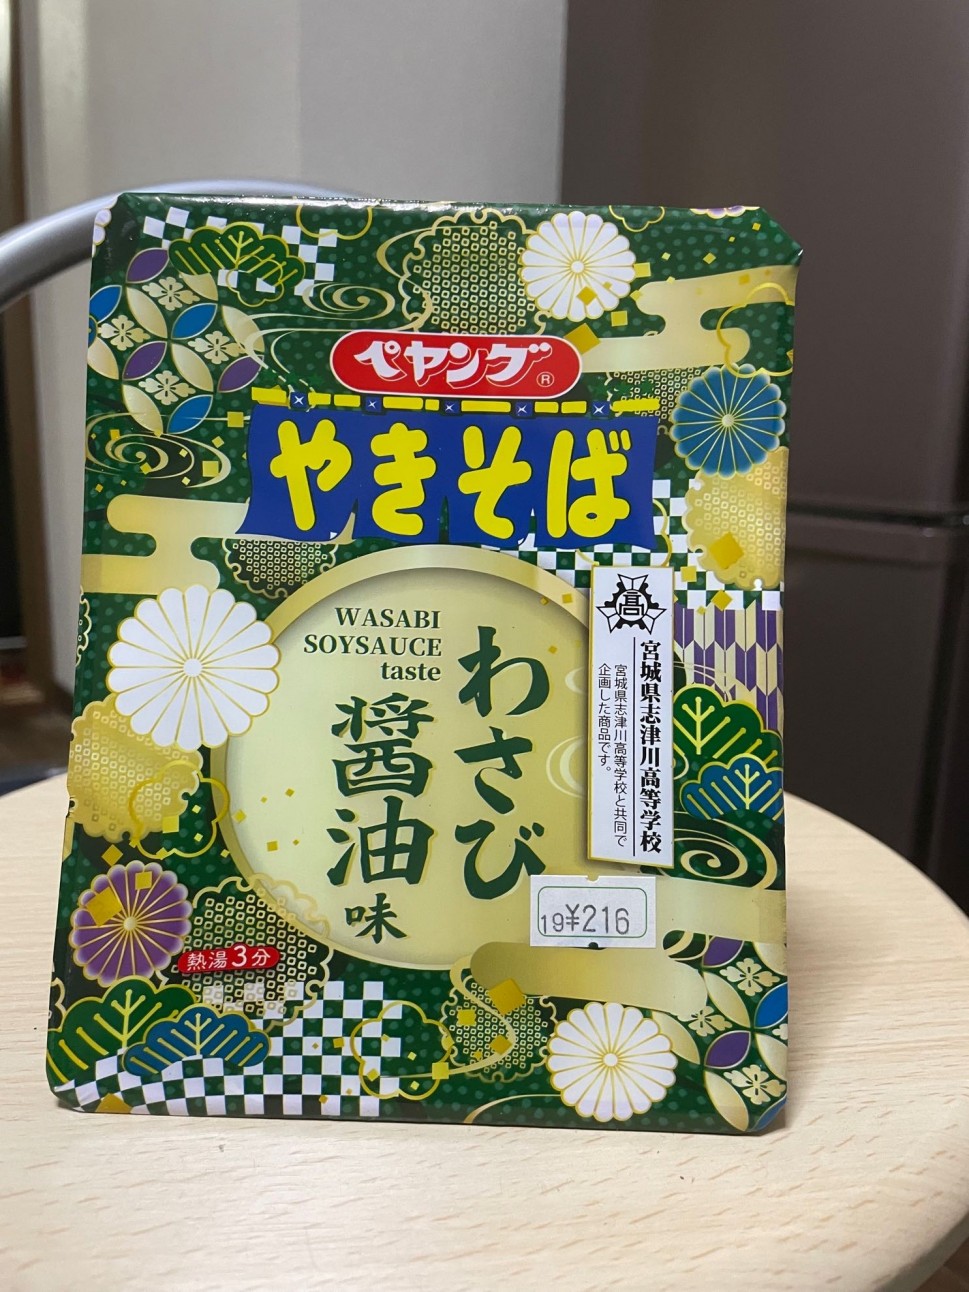 ペヤング®
やきそば
WASABI
SOYSAUCE
taste
わさび
醤油味
高
宮城県志津川高等学校
宮城県志津川高等学校と共同で
企画した商品です。
19¥216
熱湯3分